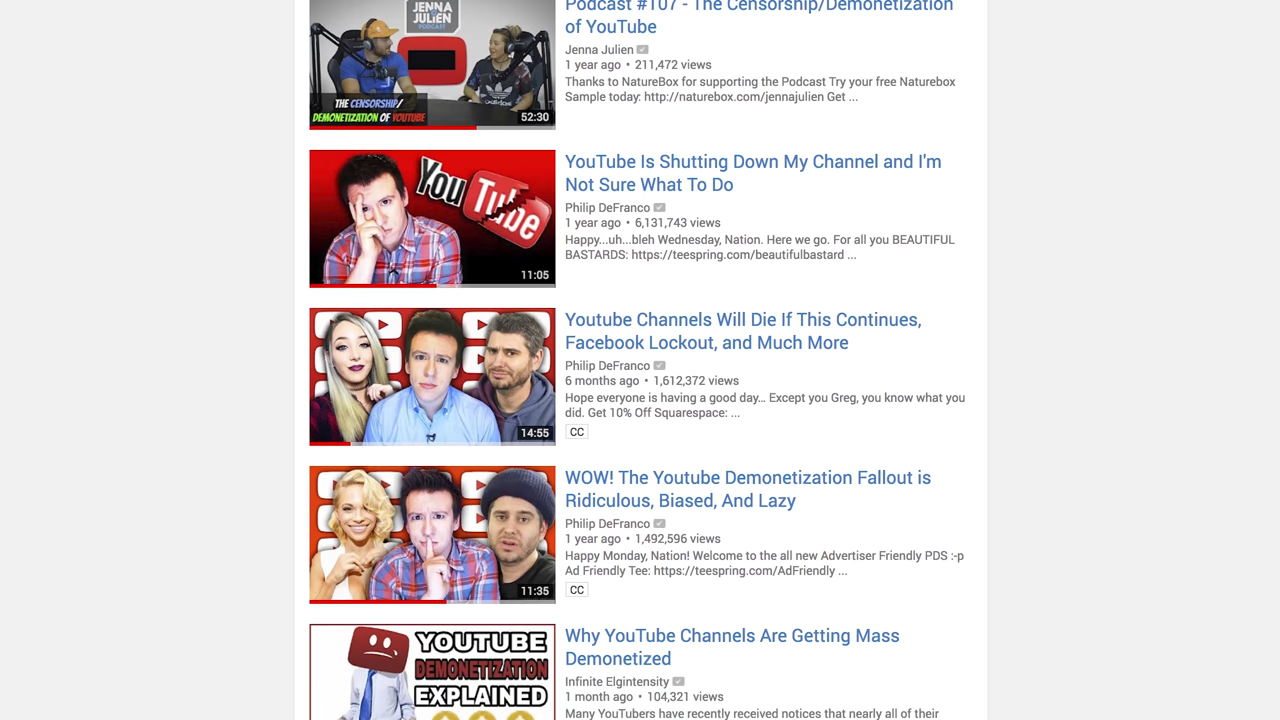 Podcast #107 - The Censorship/Demonetization
of YouTube
Jenna Julien
1 year ago • 211,472 views
Thanks to NatureBox for supporting the Podcast Try your free Naturebox
Sample today: http://naturebox.com/jennajulien Get ...
JENNA
JULIEN
PODCAST
adidas
THE CENSORSHIP/
DEMONETIZATION OF YOUTUBE
52:30
YouTube Is Shutting Down My Channel and I'm
Not Sure What To Do
Philip DeFranco
1 year ago • 6,131,743 views
Happy...uh...bleh Wednesday, Nation. Here we go. For all you BEAUTIFUL
BASTARDS: https://teespring.com/beautifulbastard ...
You Tube
11:05
Youtube Channels Will Die If This Continues,
Facebook Lockout, and Much More
Philip DeFranco
6 months ago • 1,612,372 views
Hope everyone is having a good day... Except you Greg, you know what you
did. Get 10% Off Squarespace: ...
CC
14:55
WOW! The Youtube Demonetization Fallout is
Ridiculous, Biased, And Lazy
Philip DeFranco
1 year ago • 1,492,596 views
Happy Monday, Nation! Welcome to the all new Advertiser Friendly PDS :-p
Ad Friendly Tee: https://teespring.com/AdFriendly ...
CC
11:35
Why YouTube Channels Are Getting Mass
Demonetized
Infinite Elgintensity
1 month ago • 104,321 views
Many YouTubers have recently received notices that nearly all of their
YOUTUBE
DEMONETIZATION
EXPLAINED